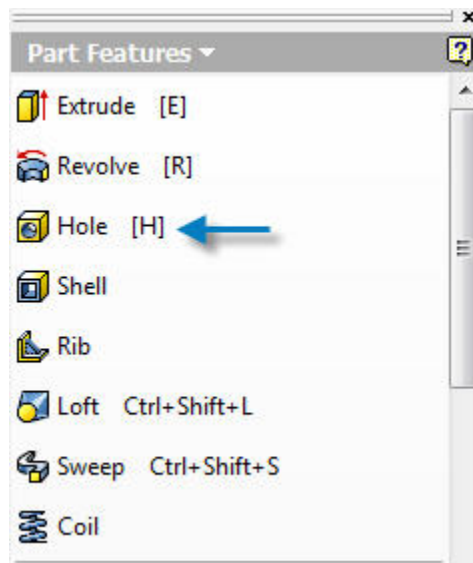 Part Features
Extrude [E]
Revolve [R]
Hole [H]
Shell
Rib
Loft Ctrl+Shift+L
Sweep Ctrl+Shift+S
Coil